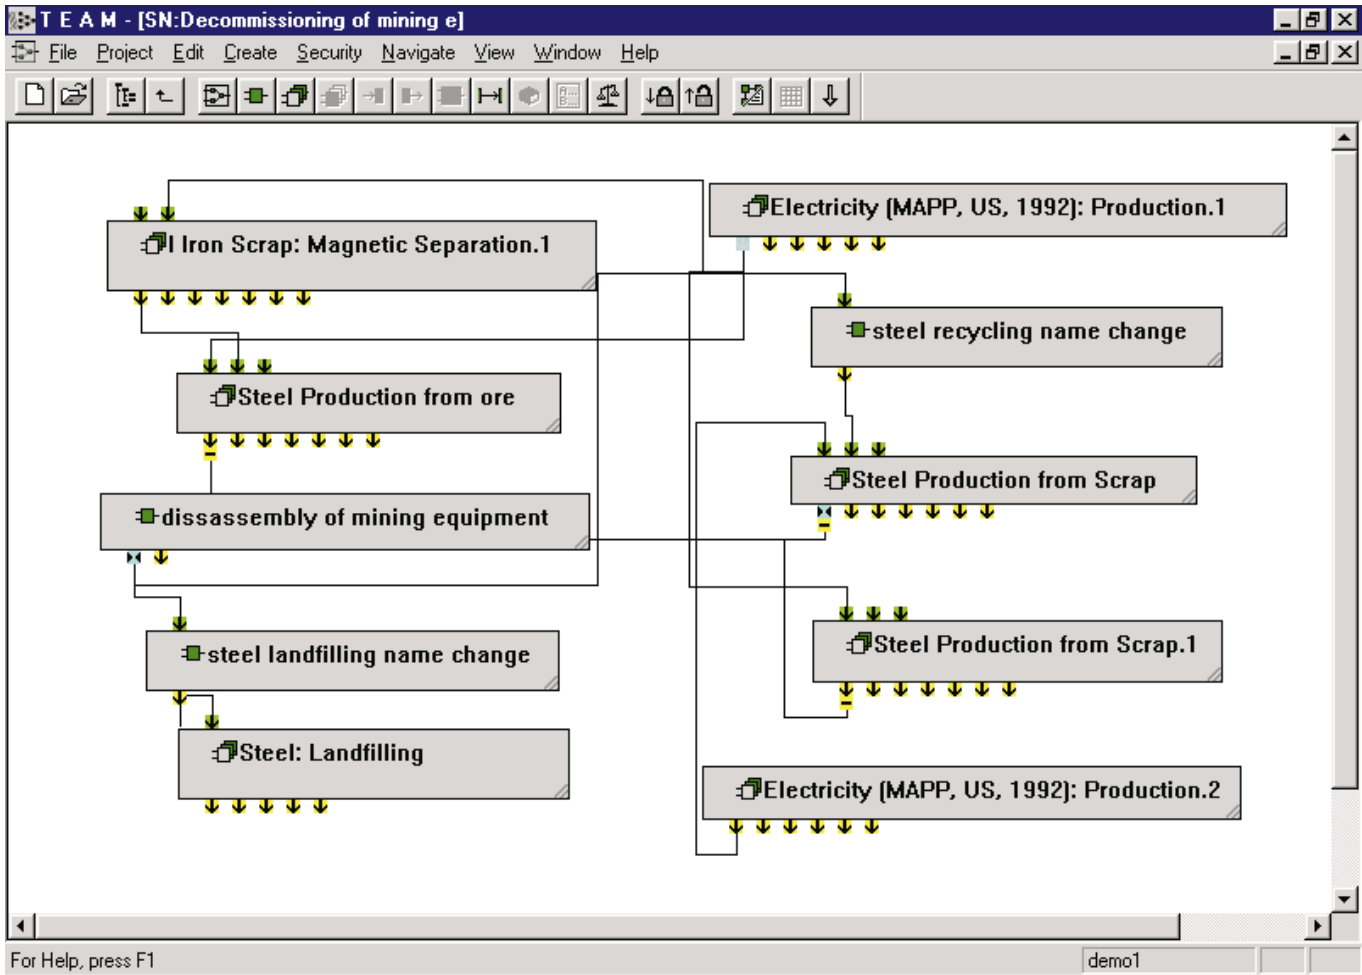 T E A M - [SN:Decommissioning of mining e]
File Project Edit Create Security Navigate View Window Help
Electricity (MAPP, US, 1992): Production.1
l Iron Scrap: Magnetic Separation.1
steel recycling name change
Steel Production from ore
Steel Production from Scrap
dissassembly of mining equipment
Steel Production from Scrap.1
steel landfilling name change
Steel: Landfilling
Electricity (MAPP, US, 1992): Production.2
For Help, press F1
demo1